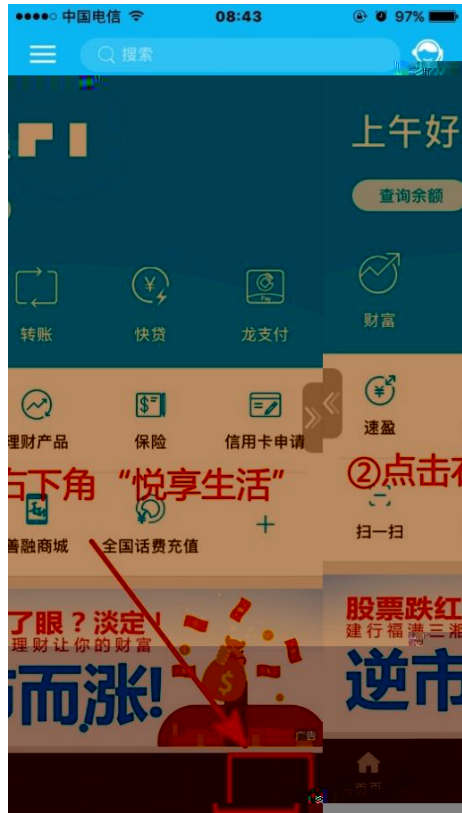 中国电信 08:43 97%
搜索
上午好
查询余额
转账 快贷 龙支付 财富
理财产品 保险 信用卡申请 速盈
右下角“悦享生活” ②点击右
善融商城 全国话费充值 扫一扫
了眼？淡定！ 股票跌红
理财让你的财富 建行福满三湘
而涨! 逆市
广告
首页